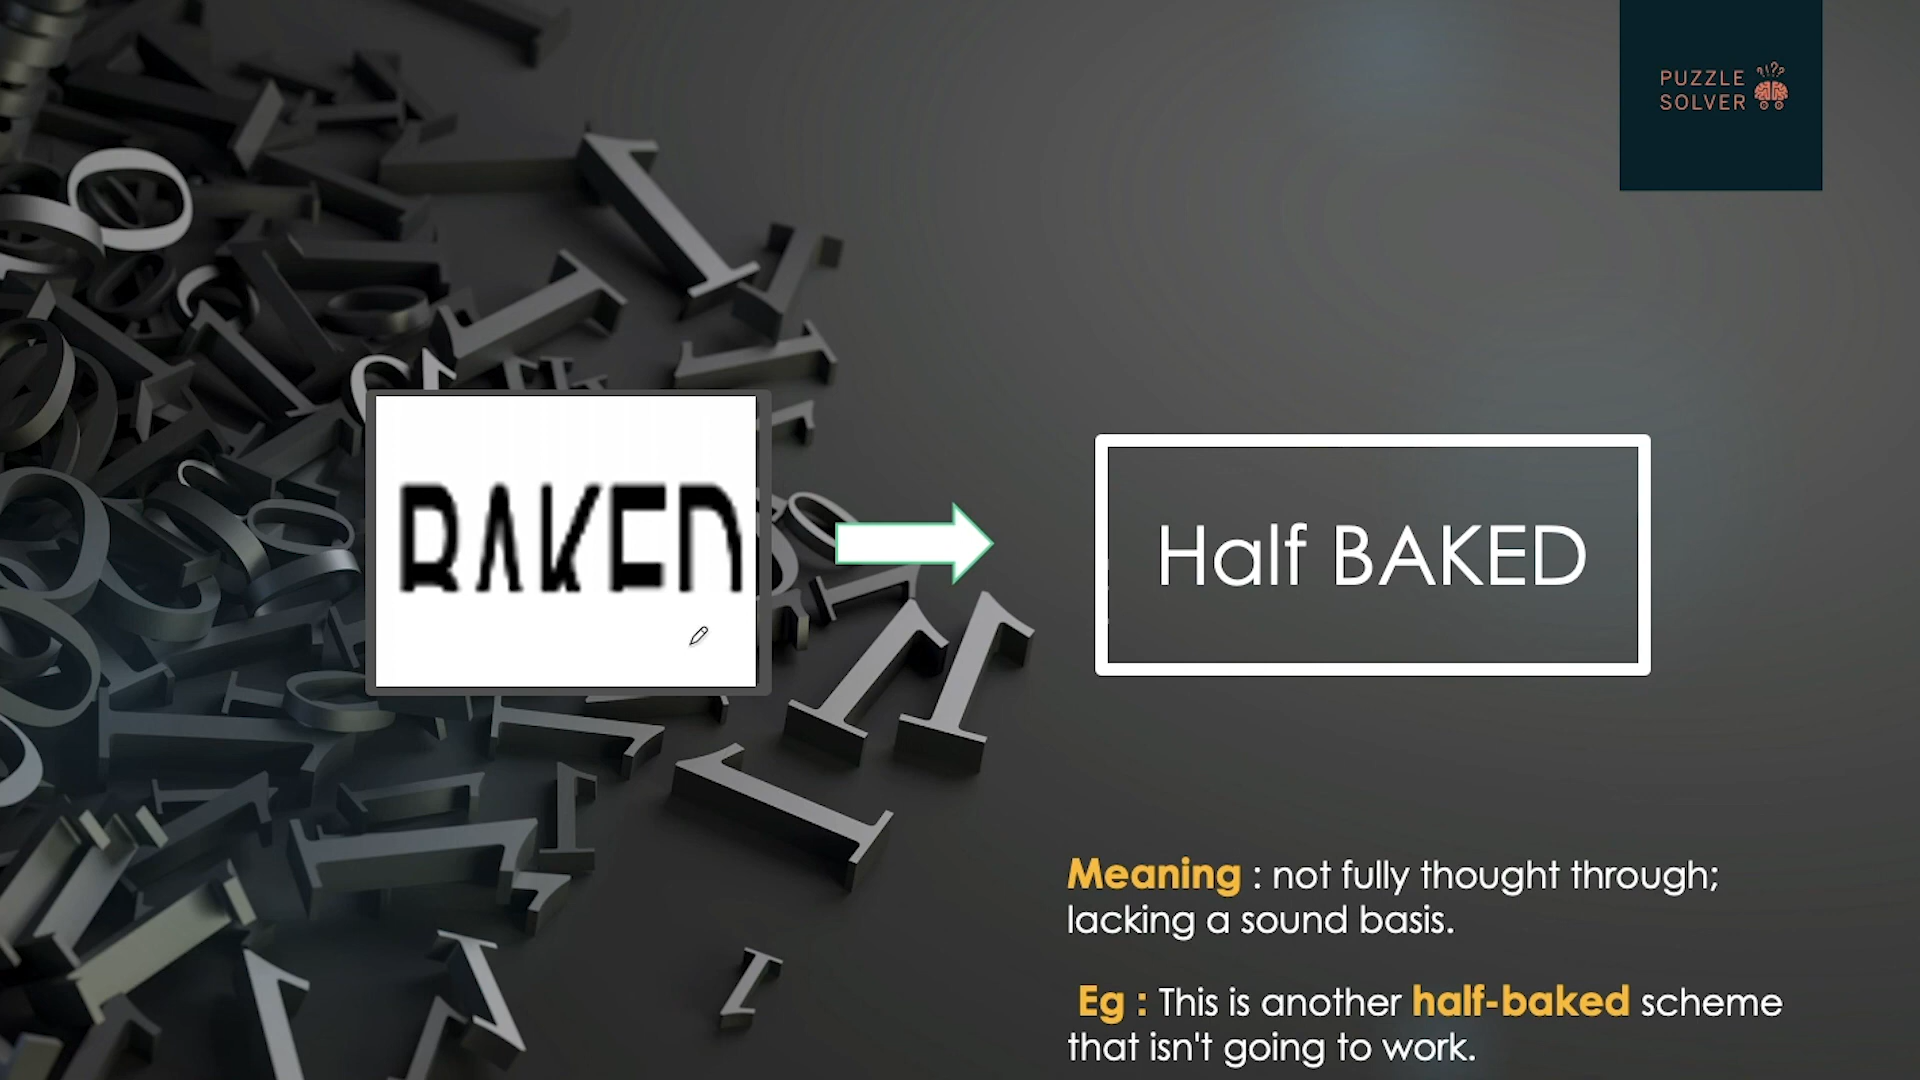 PUZZLE
SOLVER
BAKED
Half BAKED
Meaning : not fully thought through;
lacking a sound basis.
Eg : This is another half-baked scheme
that isn't going to work.